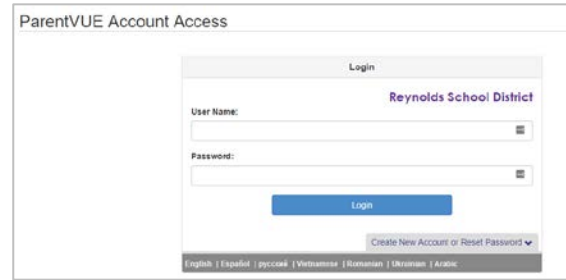 ParentVUE Account Access
Login
Reynolds School District
User Name:
Password:
Login
Create New Account or Reset Password
English | Español | русский | Vietnamese | Romanian | Ukrainian | Arabic